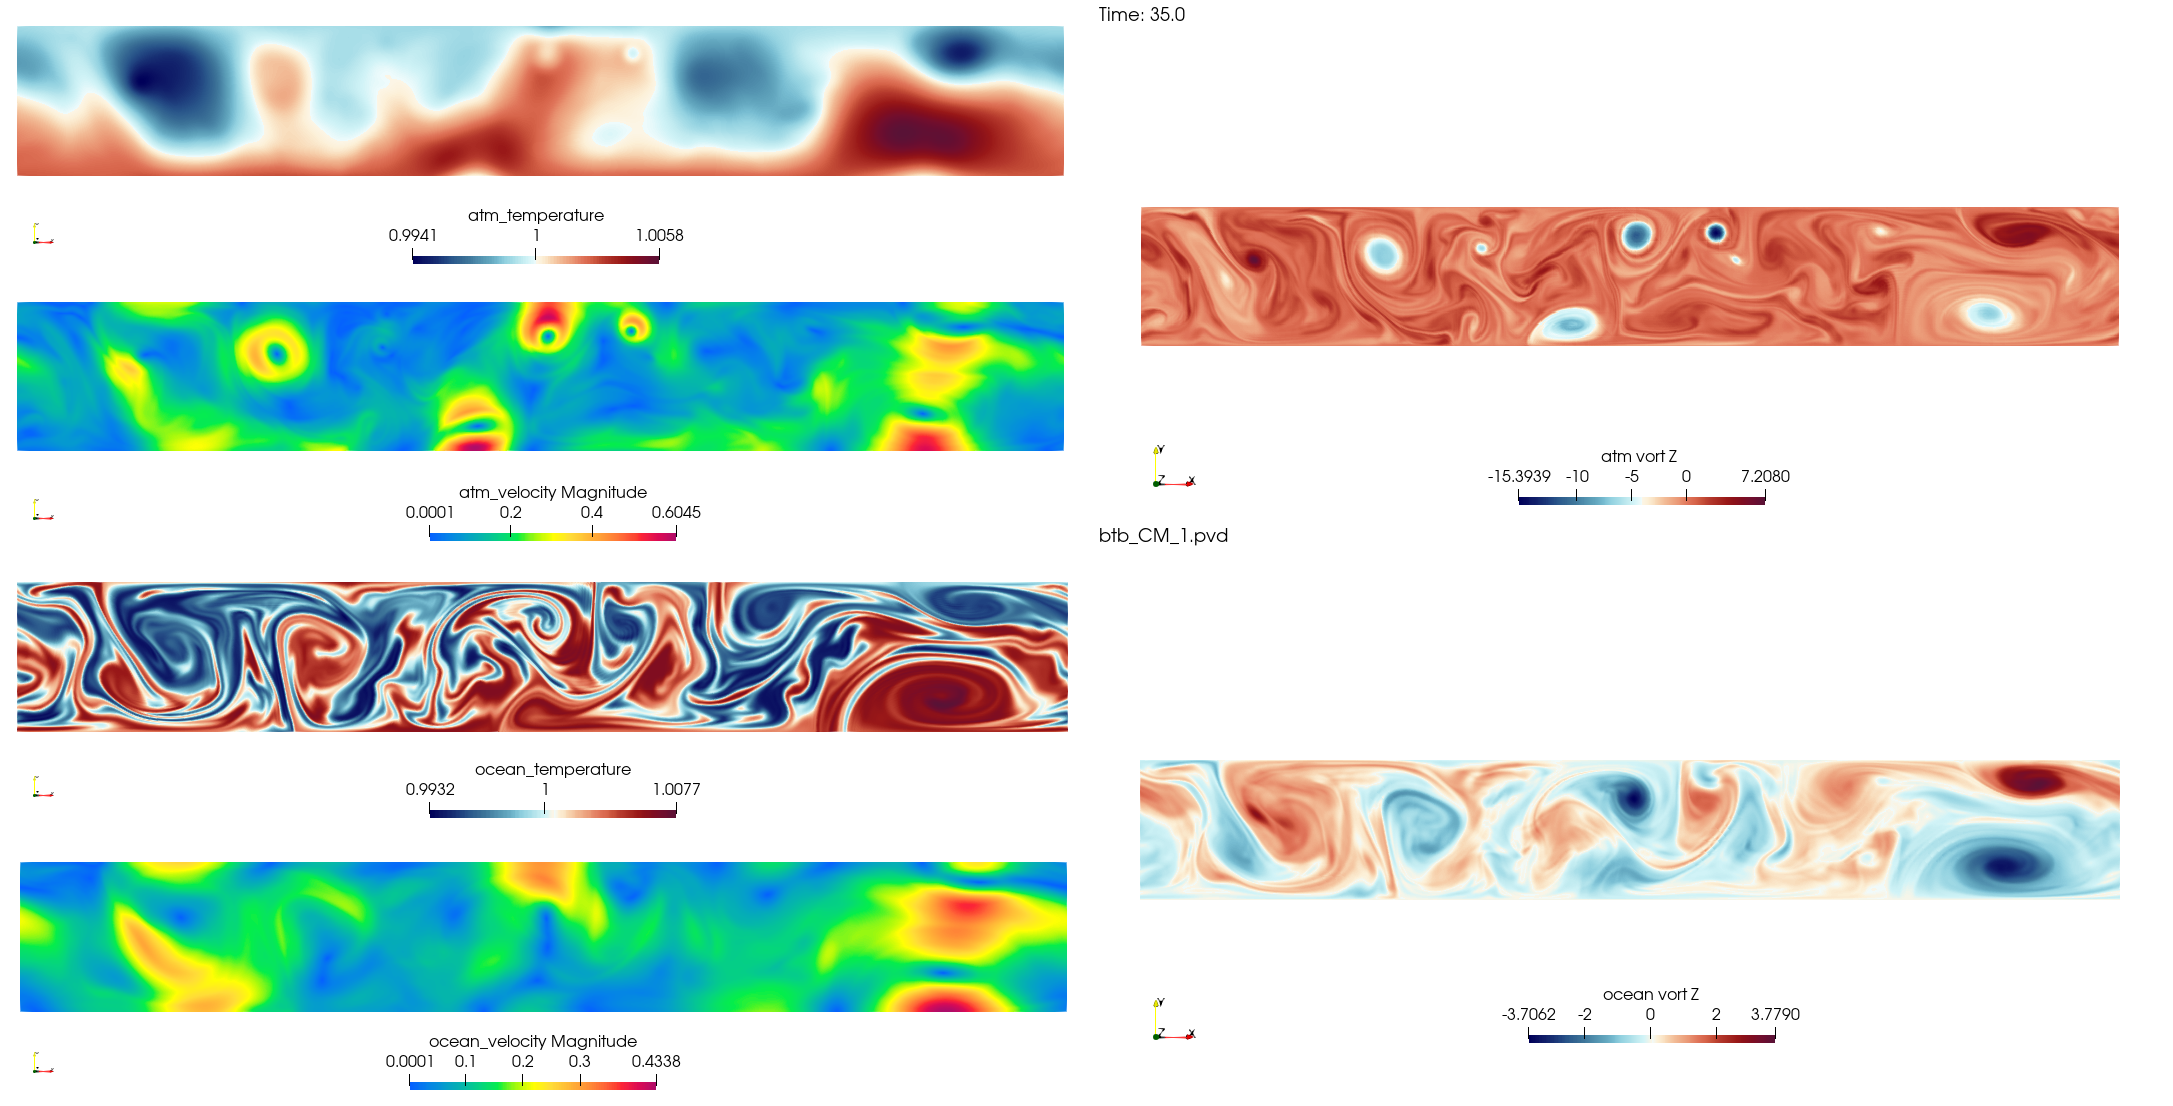 Time: 35.0
atm_temperature
0.9941 1 1.0058
atm_velocity Magnitude
0.0001 0.2 0.4 0.6045
ocean_temperature
0.9932 1 1.0077
ocean_velocity Magnitude
0.0001 0.1 0.2 0.3 0.4338
Y
Z X
atm vort Z
-15.3939 -10 -5 0 7.2080
btb_CM_1.pvd
Y
Z X
ocean vort Z
-3.7062 -2 0 2 3.7790